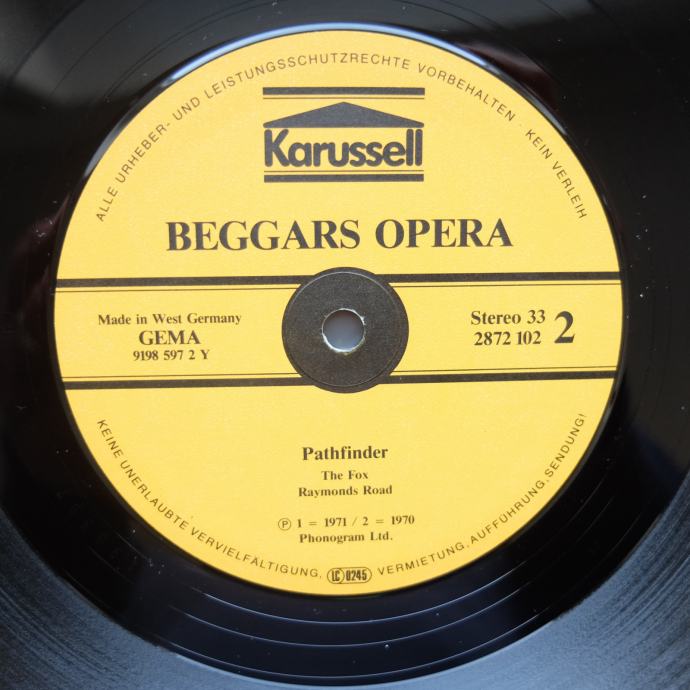 ALLE URHEBER- UND LEISTUNGSSCHUTZRECHTE VORBEHALTEN · KEIN VERLEIH
Karussell
BEGGARS OPERA
Made in West Germany
GEMA
9198 597 2 Y
Stereo 33
2872 102
2
Pathfinder
The Fox
Raymonds Road
Ⓟ 1 = 1971 / 2 = 1970
Phonogram Ltd.
KEINE UNERLAUBTE VERVIELFÄLTIGUNG, LC 0245 VERMIETUNG, AUFFÜHRUNG, SENDUNG!